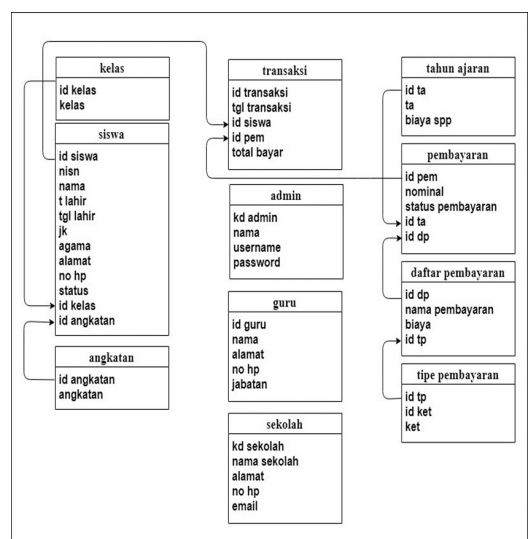 kelas
id kelas
kelas
siswa
id siswa
nisn
nama
t lahir
tgl lahir
jk
agama
alamat
no hp
status
id kelas
id angkatan
angkatan
id angkatan
angkatan
transaksi
id transaksi
tgl transaksi
id siswa
id pem
total bayar
admin
kd admin
nama
username
password
guru
id guru
nama
alamat
no hp
jabatan
sekolah
kd sekolah
nama sekolah
alamat
no hp
email
tahun ajaran
id ta
ta
biaya spp
pembayaran
id pem
nominal
status pembayaran
id ta
id dp
daftar pembayaran
id dp
nama pembayaran
biaya
id tp
tipe pembayaran
id tp
id ket
ket